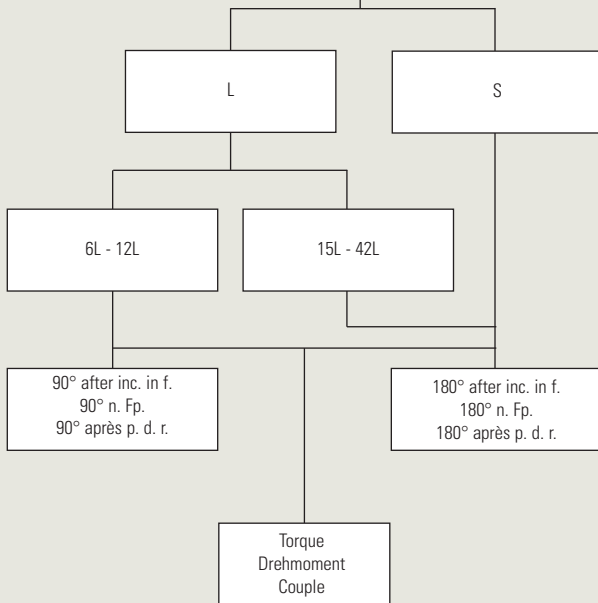 L
S
6L - 12L
15L - 42L
90° after inc. in f.
90° n. Fp.
90° après p. d. r.
180° after inc. in f.
180° n. Fp.
180° après p. d. r.
Torque
Drehmoment
Couple